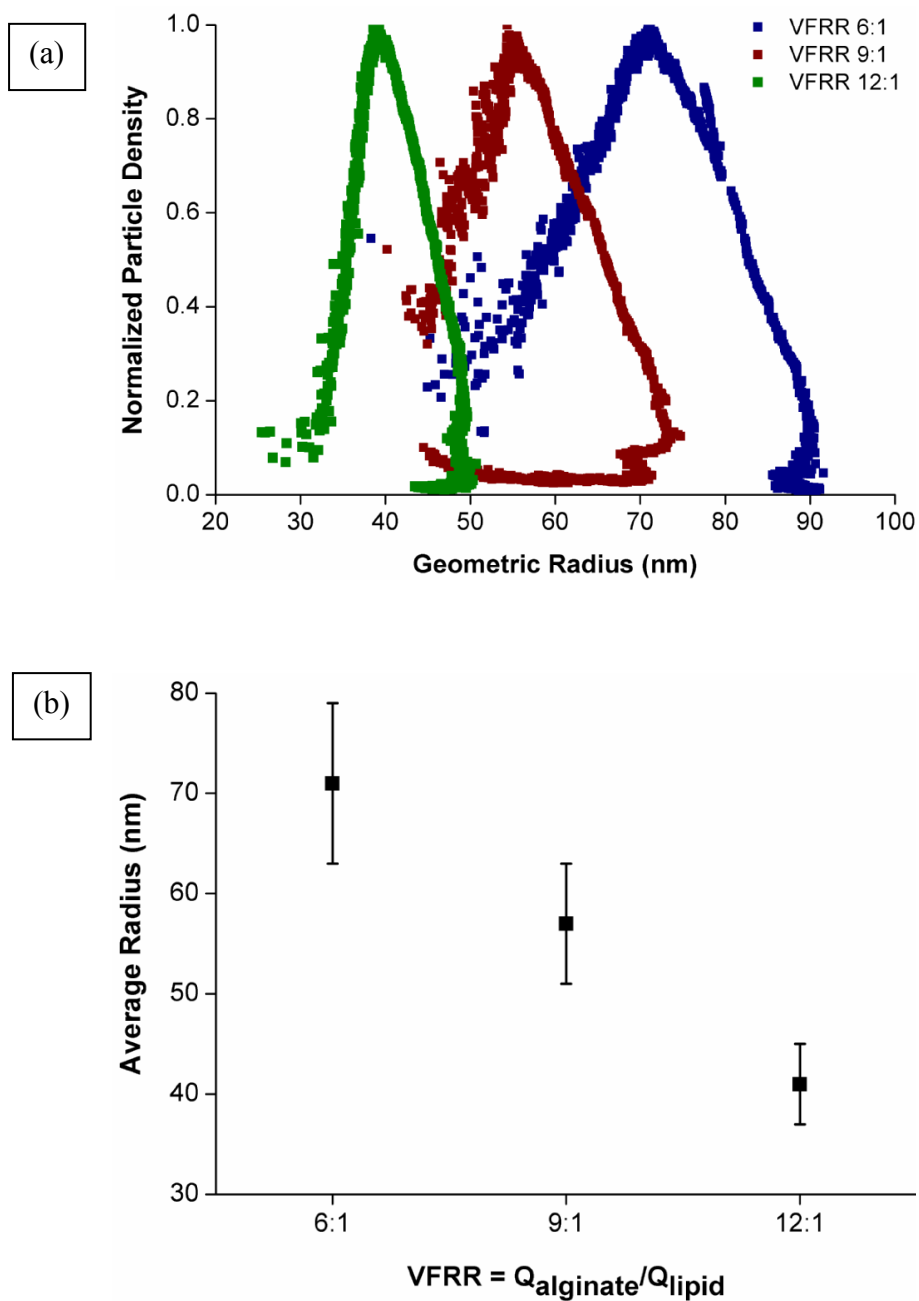 (a)
Normalized Particle Density
1.0
0.8
0.6
0.4
0.2
0.0
VFRR 6:1
VFRR 9:1
VFRR 12:1
20 30 40 50 60 70 80 90 100
Geometric Radius (nm)
(b)
Average Radius (nm)
80
70
60
50
40
30
6:1 9:1 12:1
VFRR = Qalginate/Qlipid